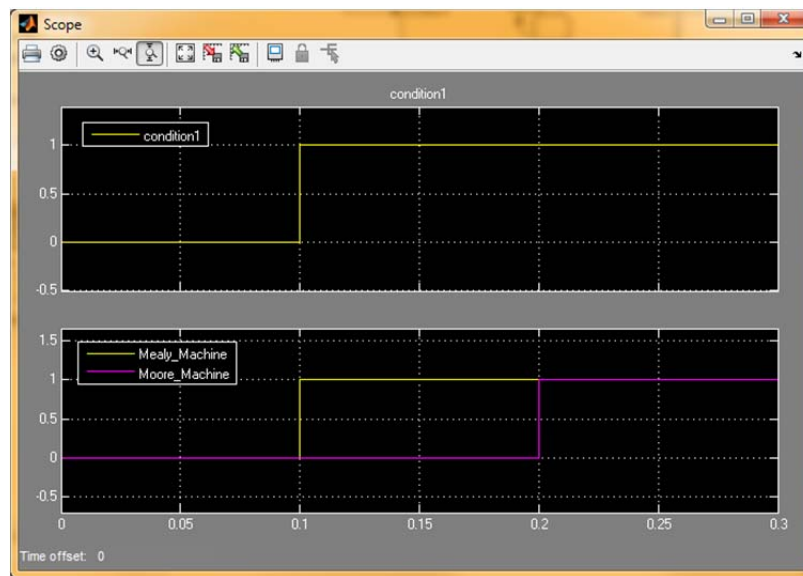 Scope
condition1
condition1
1
0.5
0
-0.5
Mealy_Machine
Moore_Machine
1.5
1
0.5
0
-0.5
0 0.05 0.1 0.15 0.2 0.25 0.3
Time offset: 0